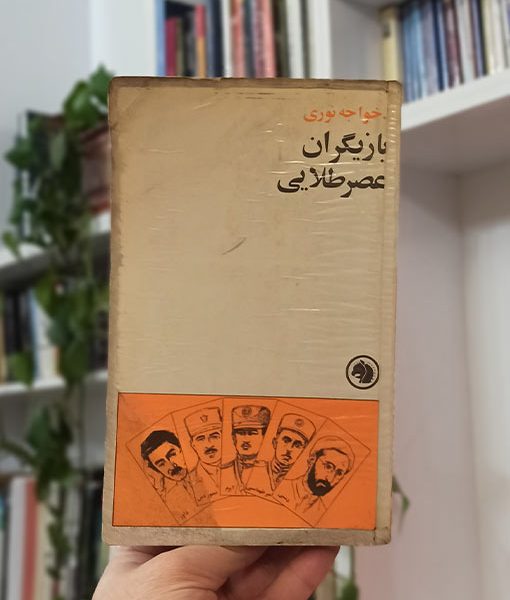 خواجه نوری
بازیگران
عصر طلایی